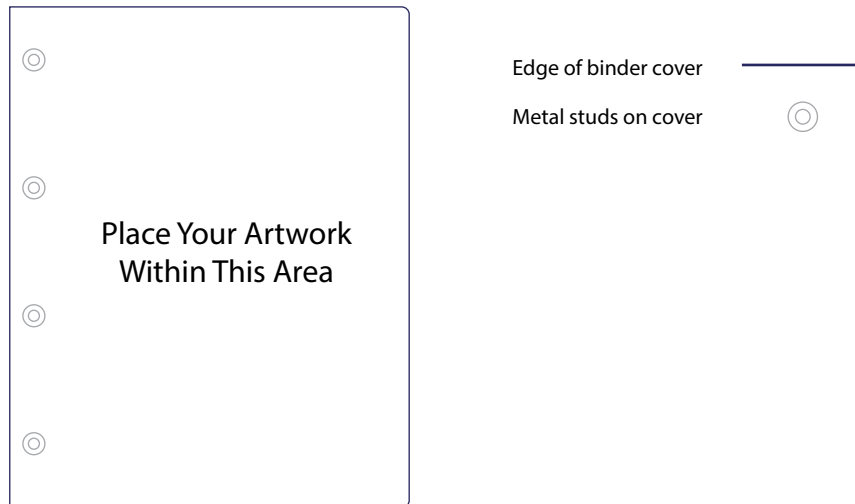 Place Your Artwork
Within This Area
Edge of binder cover
Metal studs on cover